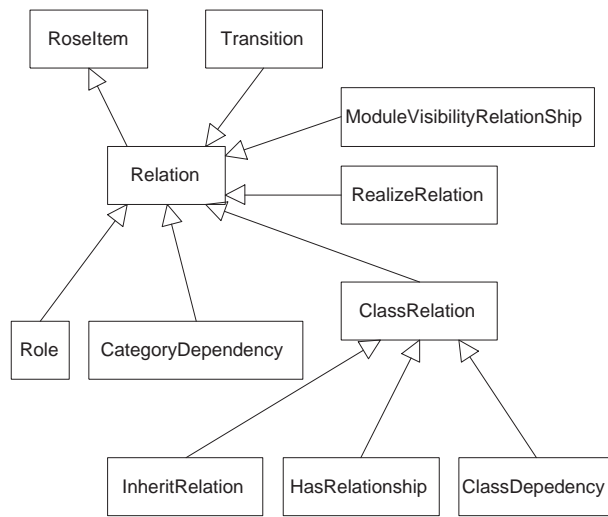 RoseItem
Transition
ModuleVisibilityRelationShip
Relation
RealizeRelation
ClassRelation
Role
CategoryDependency
InheritRelation
HasRelationship
ClassDepedency